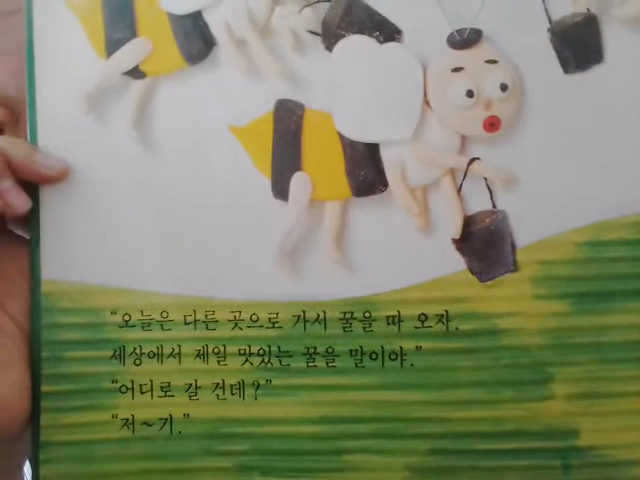 “오늘은 다른 곳으로 가서 꿀을 따 오자.
세상에서 제일 맛있는 꿀을 말이야.”
“어디로 갈 건데?”
“저~기.”